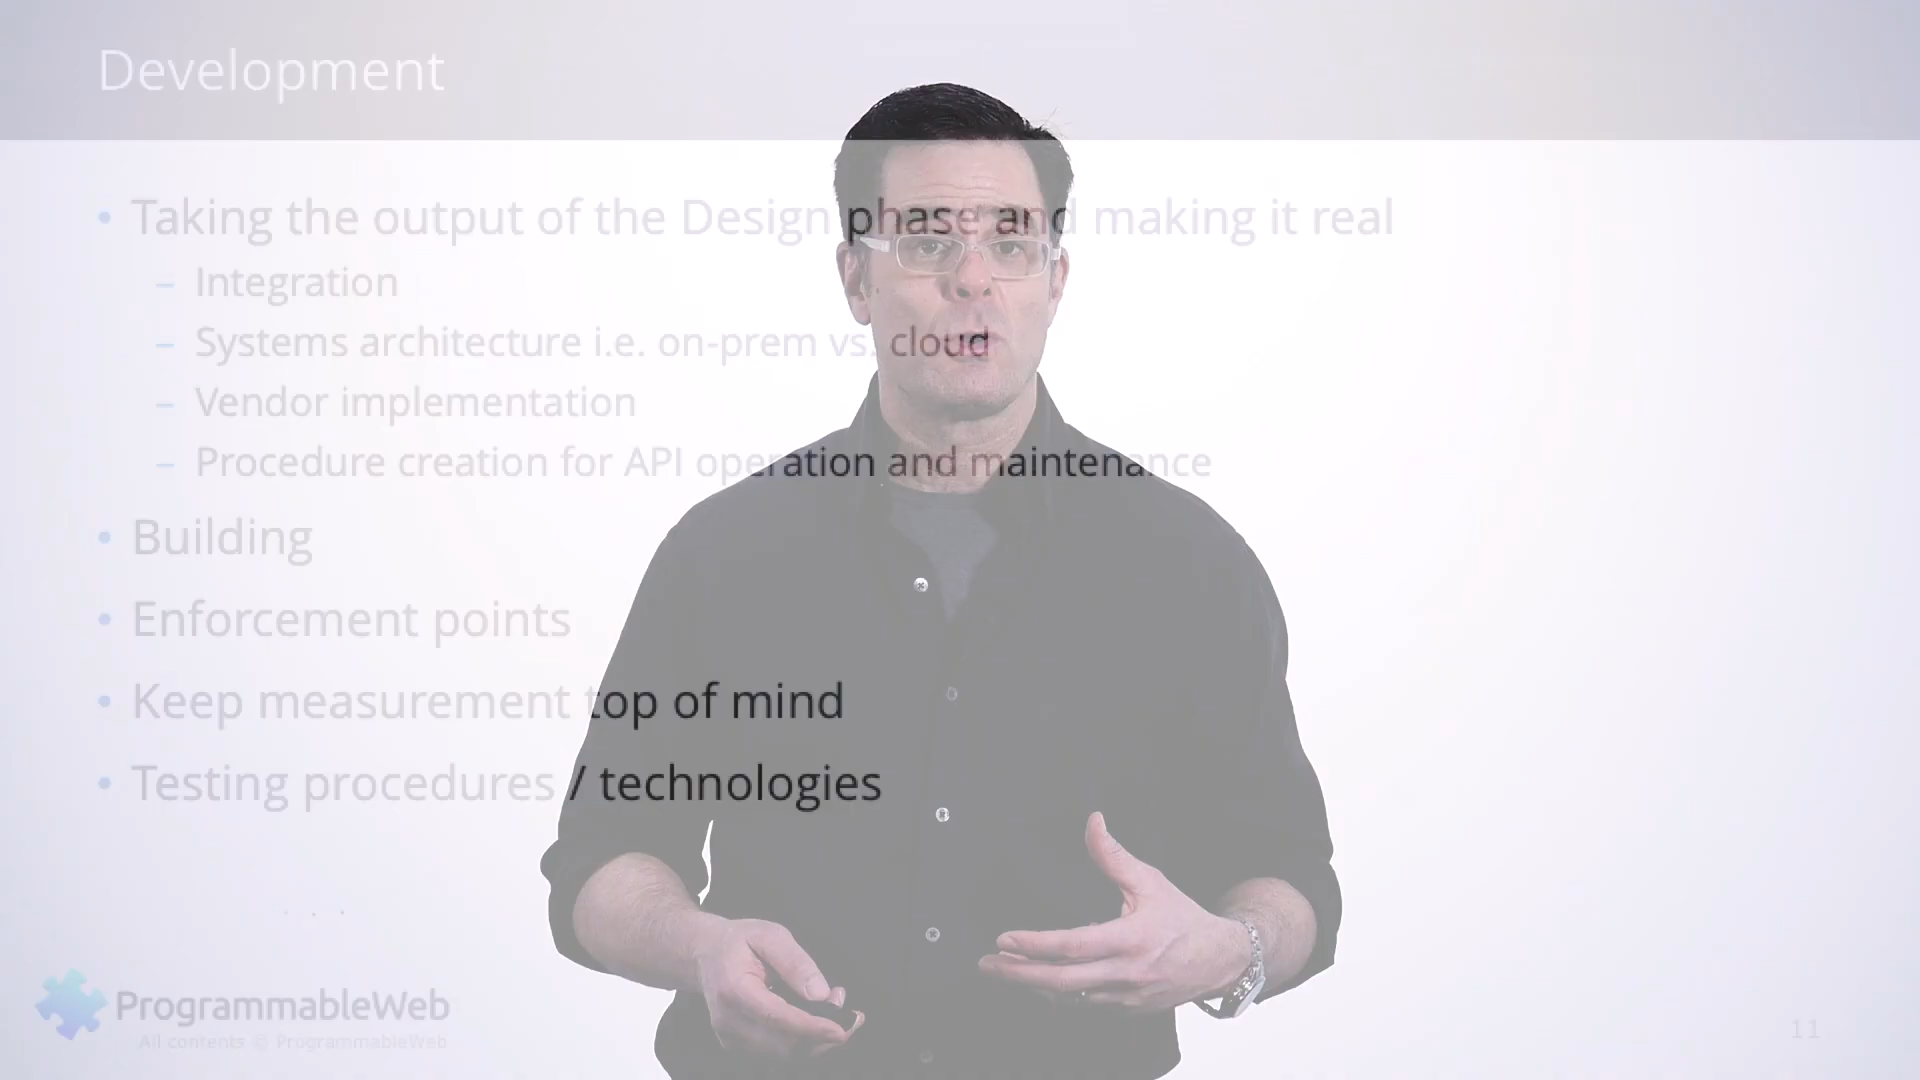 Development
• Taking the output of the Design phase and making it real
– Integration
– Systems architecture i.e. on-prem vs. cloud
– Vendor implementation
– Procedure creation for API operation and maintenance
• Building
• Enforcement points
• Keep measurement top of mind
• Testing procedures / technologies
ProgrammableWeb
All contents © ProgrammableWeb
11